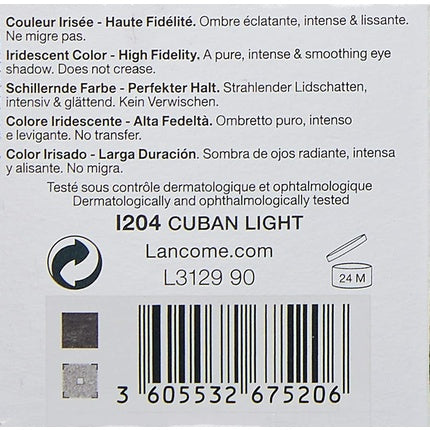 Couleur Irisée - Haute Fidélité. Ombre éclatante, intense & lissante.
Ne migre pas.
Iridescent Color - High Fidelity. A pure, intense & smoothing eye
shadow. Does not crease.
Schillernde Farbe - Perfekter Halt. Strahlender Lidschatten,
intensiv & glättend. Kein Verwischen.
Colore Iridescente - Alta Fedeltà. Ombretto puro, intenso
e levigante. No transfer.
Color Irisado - Larga Duración. Sombra de ojos radiante, intensa
y alisante. No migra.
Testé sous contrôle dermatologique et ophtalmologique
Dermatologically and ophthalmologically tested
I204 CUBAN LIGHT
Lancome.com
L3129 90
24 M
3 605532 675206